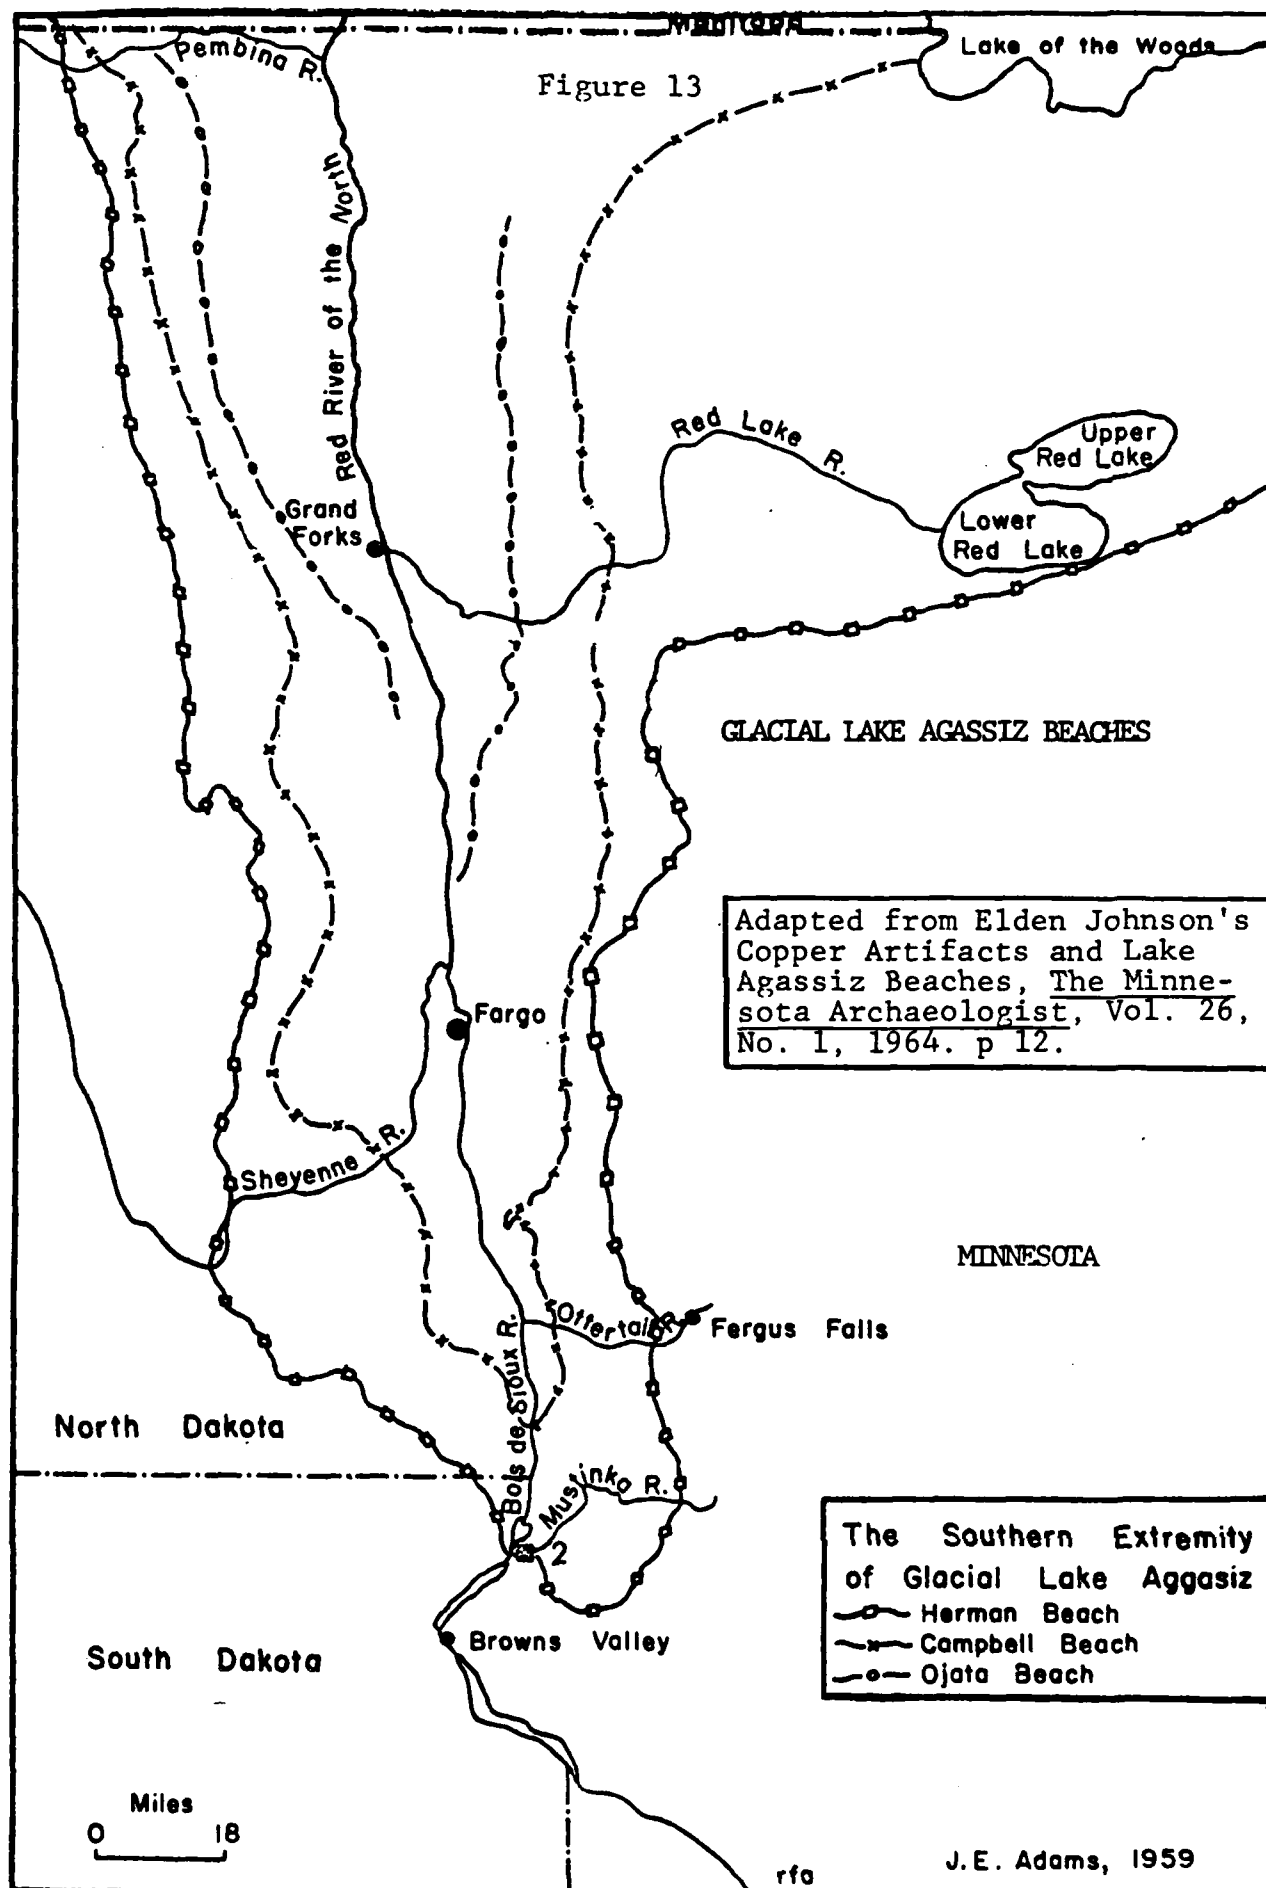 Manitoba
Pembina R.
Lake of the Woods
Figure 13
Red River of the North
Red Lake R.
Upper
Red Lake
Grand
Forks
Lower
Red Lake
GLACIAL LAKE AGASSIZ BEACHES
Adapted from Elden Johnson's
Copper Artifacts and Lake
Agassiz Beaches, The Minne-
sota Archaeologist, Vol. 26,
No. 1, 1964. p 12.
Fargo
Sheyenne R.
MINNESOTA
Ottertail R.
Fergus Falls
Bois de Sioux R.
North Dakota
Mustinka R.
2
The Southern Extremity
of Glacial Lake Aggasiz
Herman Beach
Campbell Beach
Ojata Beach
Browns Valley
South Dakota
Miles
0 18
J.E. Adams, 1959
rfa